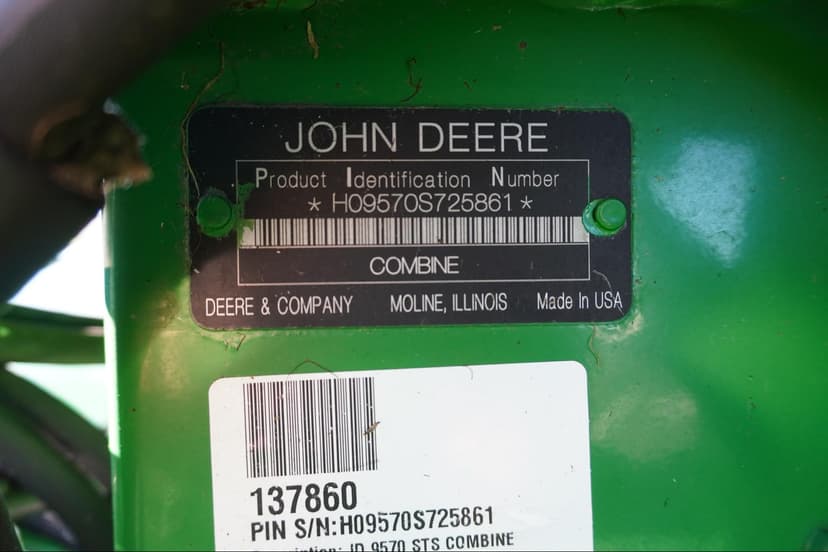 JOHN DEERE
Product Identification Number
* H09570S725861 *
COMBINE
DEERE & COMPANY MOLINE, ILLINOIS Made In USA
137860
PIN S/N:H09570S725861
Description: JD 9570 STS COMBINE